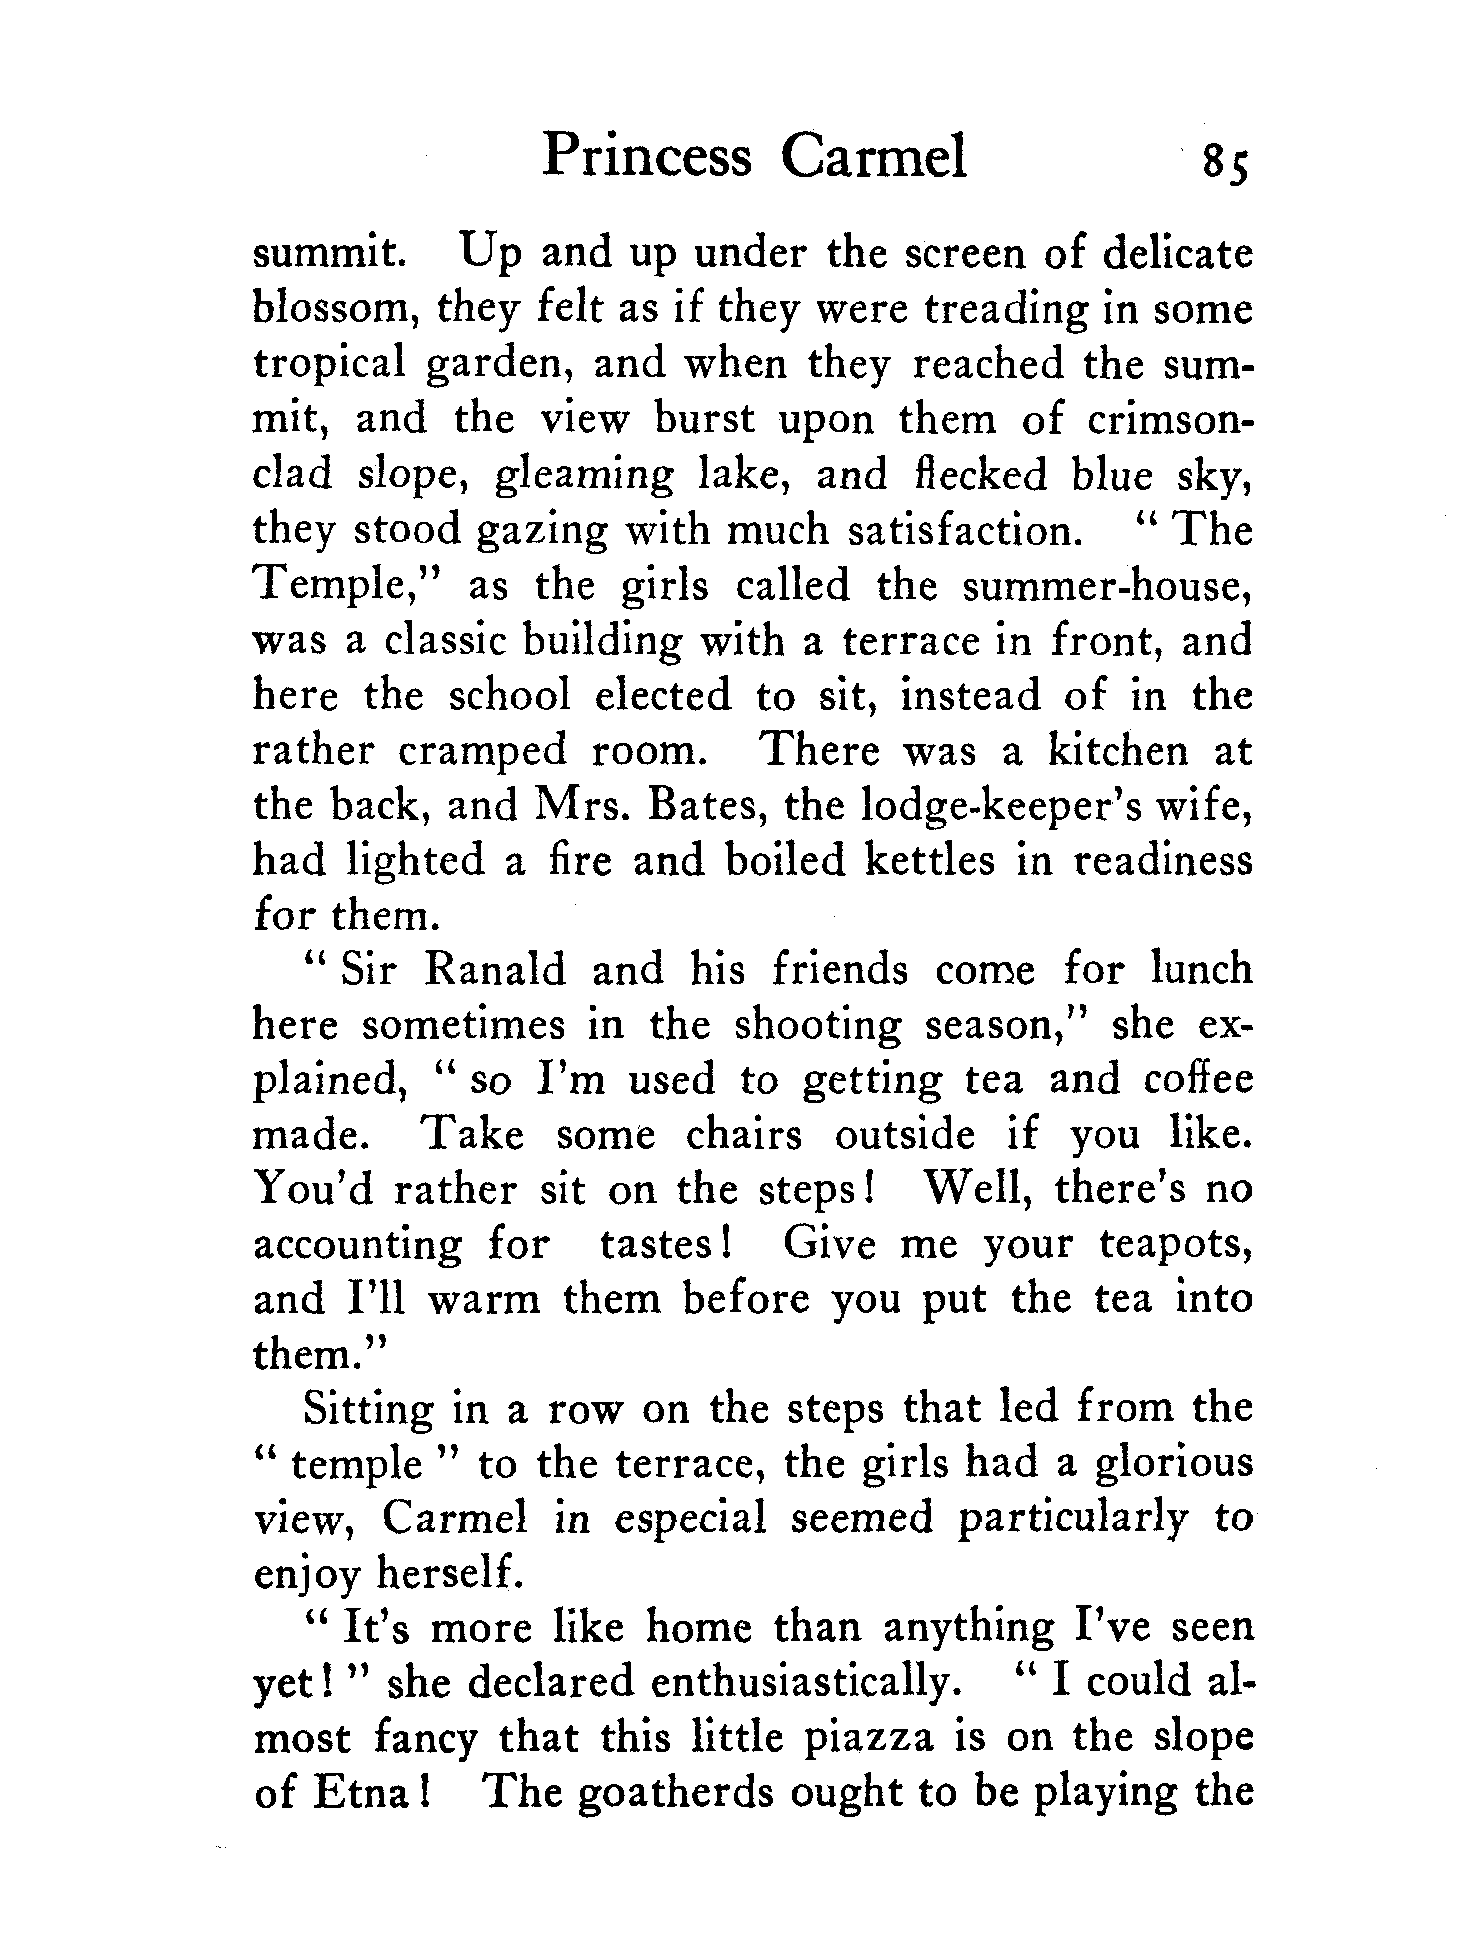 Princess Carmel 85
summit. Up and up under the screen of delicate
blossom, they felt as if they were treading in some
tropical garden, and when they reached the sum-
mit, and the view burst upon them of crimson-
clad slope, gleaming lake, and flecked blue sky,
they stood gazing with much satisfaction. “ The
Temple,” as the girls called the summer-house,
was a classic building with a terrace in front, and
here the school elected to sit, instead of in the
rather cramped room. There was a kitchen at
the back, and Mrs. Bates, the lodge-keeper’s wife,
had lighted a fire and boiled kettles in readiness
for them.
“ Sir Ranald and his friends come for lunch
here sometimes in the shooting season,” she ex-
plained, “ so I’m used to getting tea and coffee
made. Take some chairs outside if you like.
You’d rather sit on the steps ! Well, there’s no
accounting for tastes ! Give me your teapots,
and I’ll warm them before you put the tea into
them.”
Sitting in a row on the steps that led from the
“ temple ” to the terrace, the girls had a glorious
view, Carmel in especial seemed particularly to
enjoy herself.
“ It’s more like home than anything I’ve seen
yet ! ” she declared enthusiastically. “ I could al-
most fancy that this little piazza is on the slope
of Etna ! The goatherds ought to be playing the